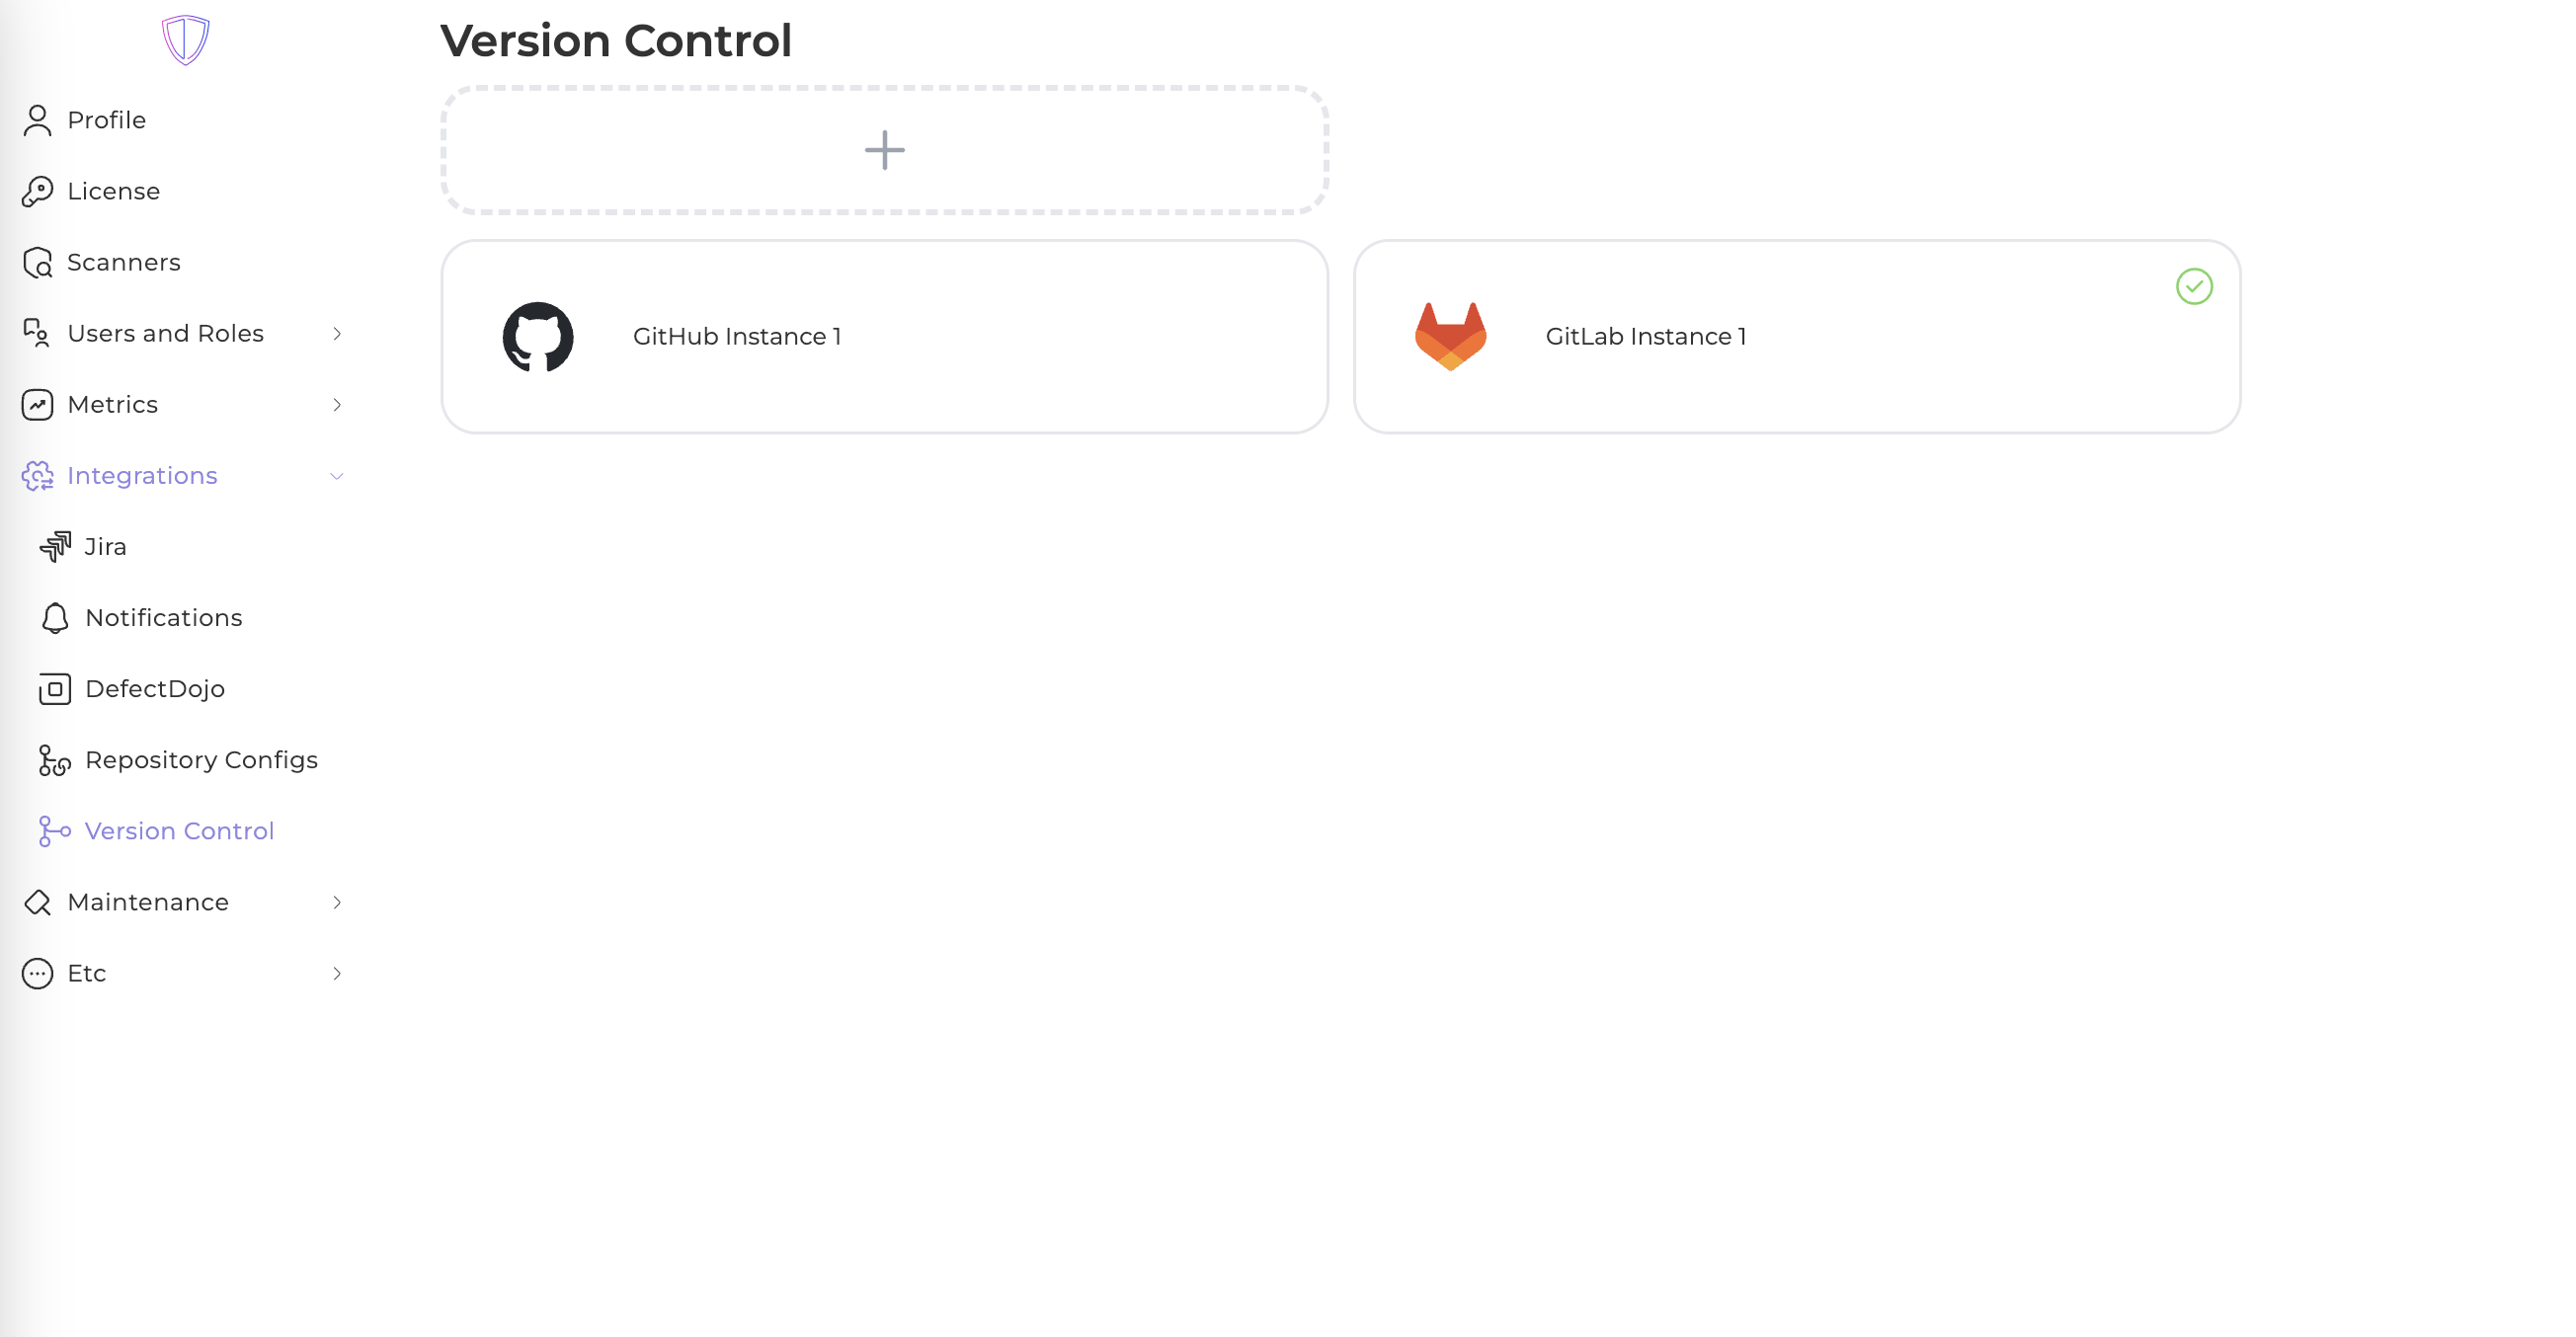 Version Control
Profile
License
Scanners
Users and Roles
Metrics
Integrations
Jira
Notifications
DefectDojo
Repository Configs
Version Control
Maintenance
Etc
GitHub Instance 1
GitLab Instance 1